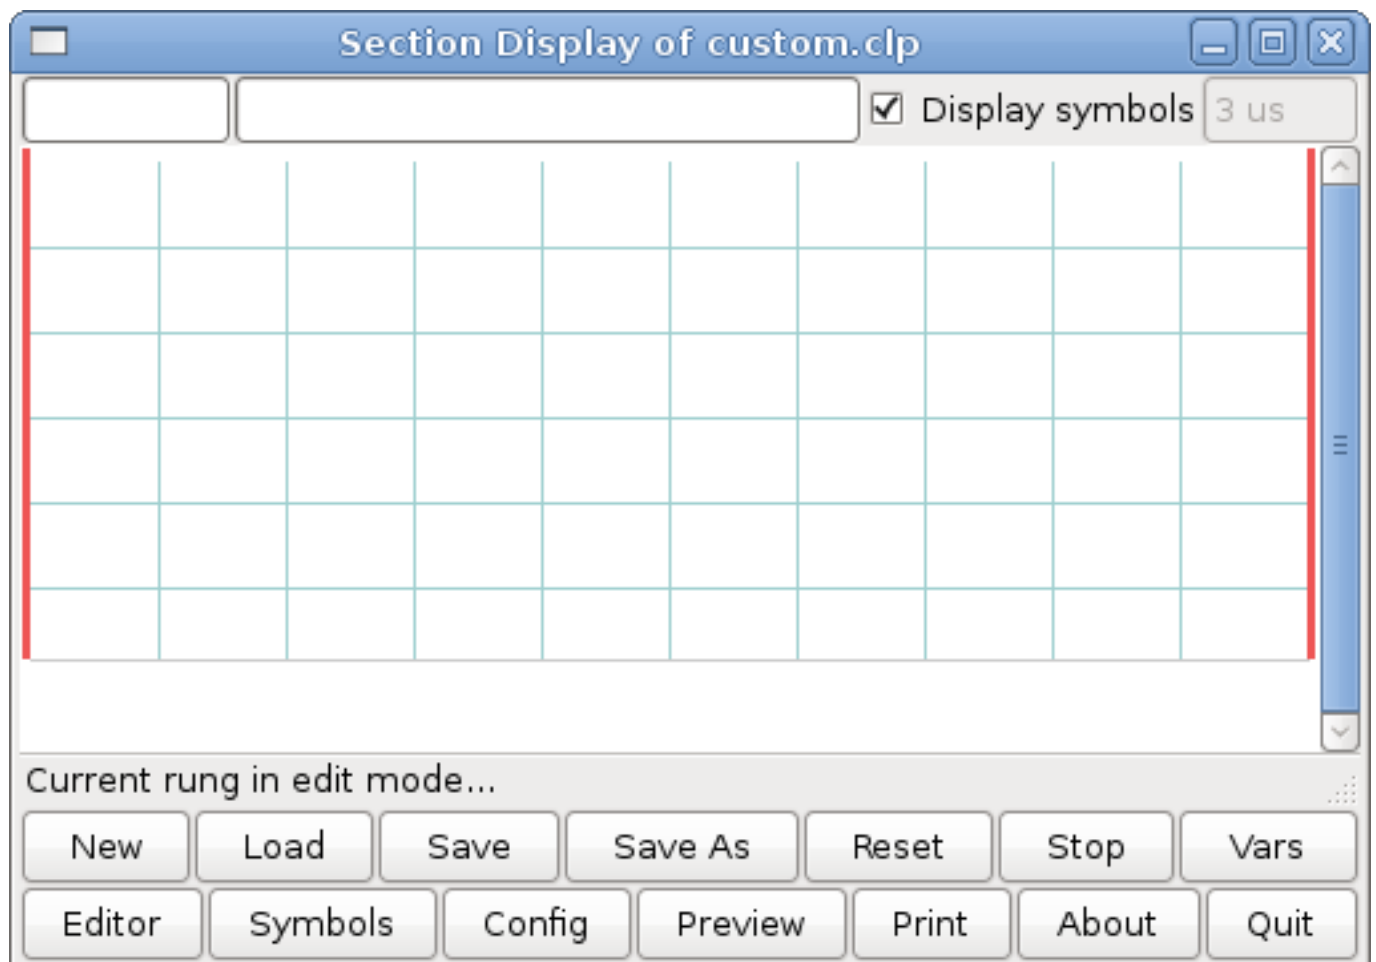 Section Display of custom.clp
Display symbols 3 us
Current rung in edit mode...
New Load Save Save As Reset Stop Vars
Editor Symbols Config Preview Print About Quit